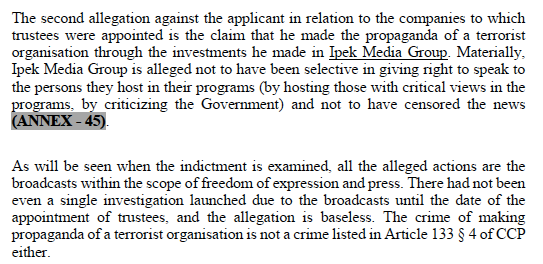 The second allegation against the applicant in relation to the companies to which
trustees were appointed is the claim that he made the propaganda of a terrorist
organisation through the investments he made in Ipek Media Group. Materially,
Ipek Media Group is alleged not to have been selective in giving right to speak to
the persons they host in their programs (by hosting those with critical views in the
programs, by criticizing the Government) and not to have censored the news
(ANNEX - 45).
As will be seen when the indictment is examined, all the alleged actions are the
broadcasts within the scope of freedom of expression and press. There had not been
even a single investigation launched due to the broadcasts until the date of the
appointment of trustees, and the allegation is baseless. The crime of making
propaganda of a terrorist organisation is not a crime listed in Article 133 § 4 of CCP
either.